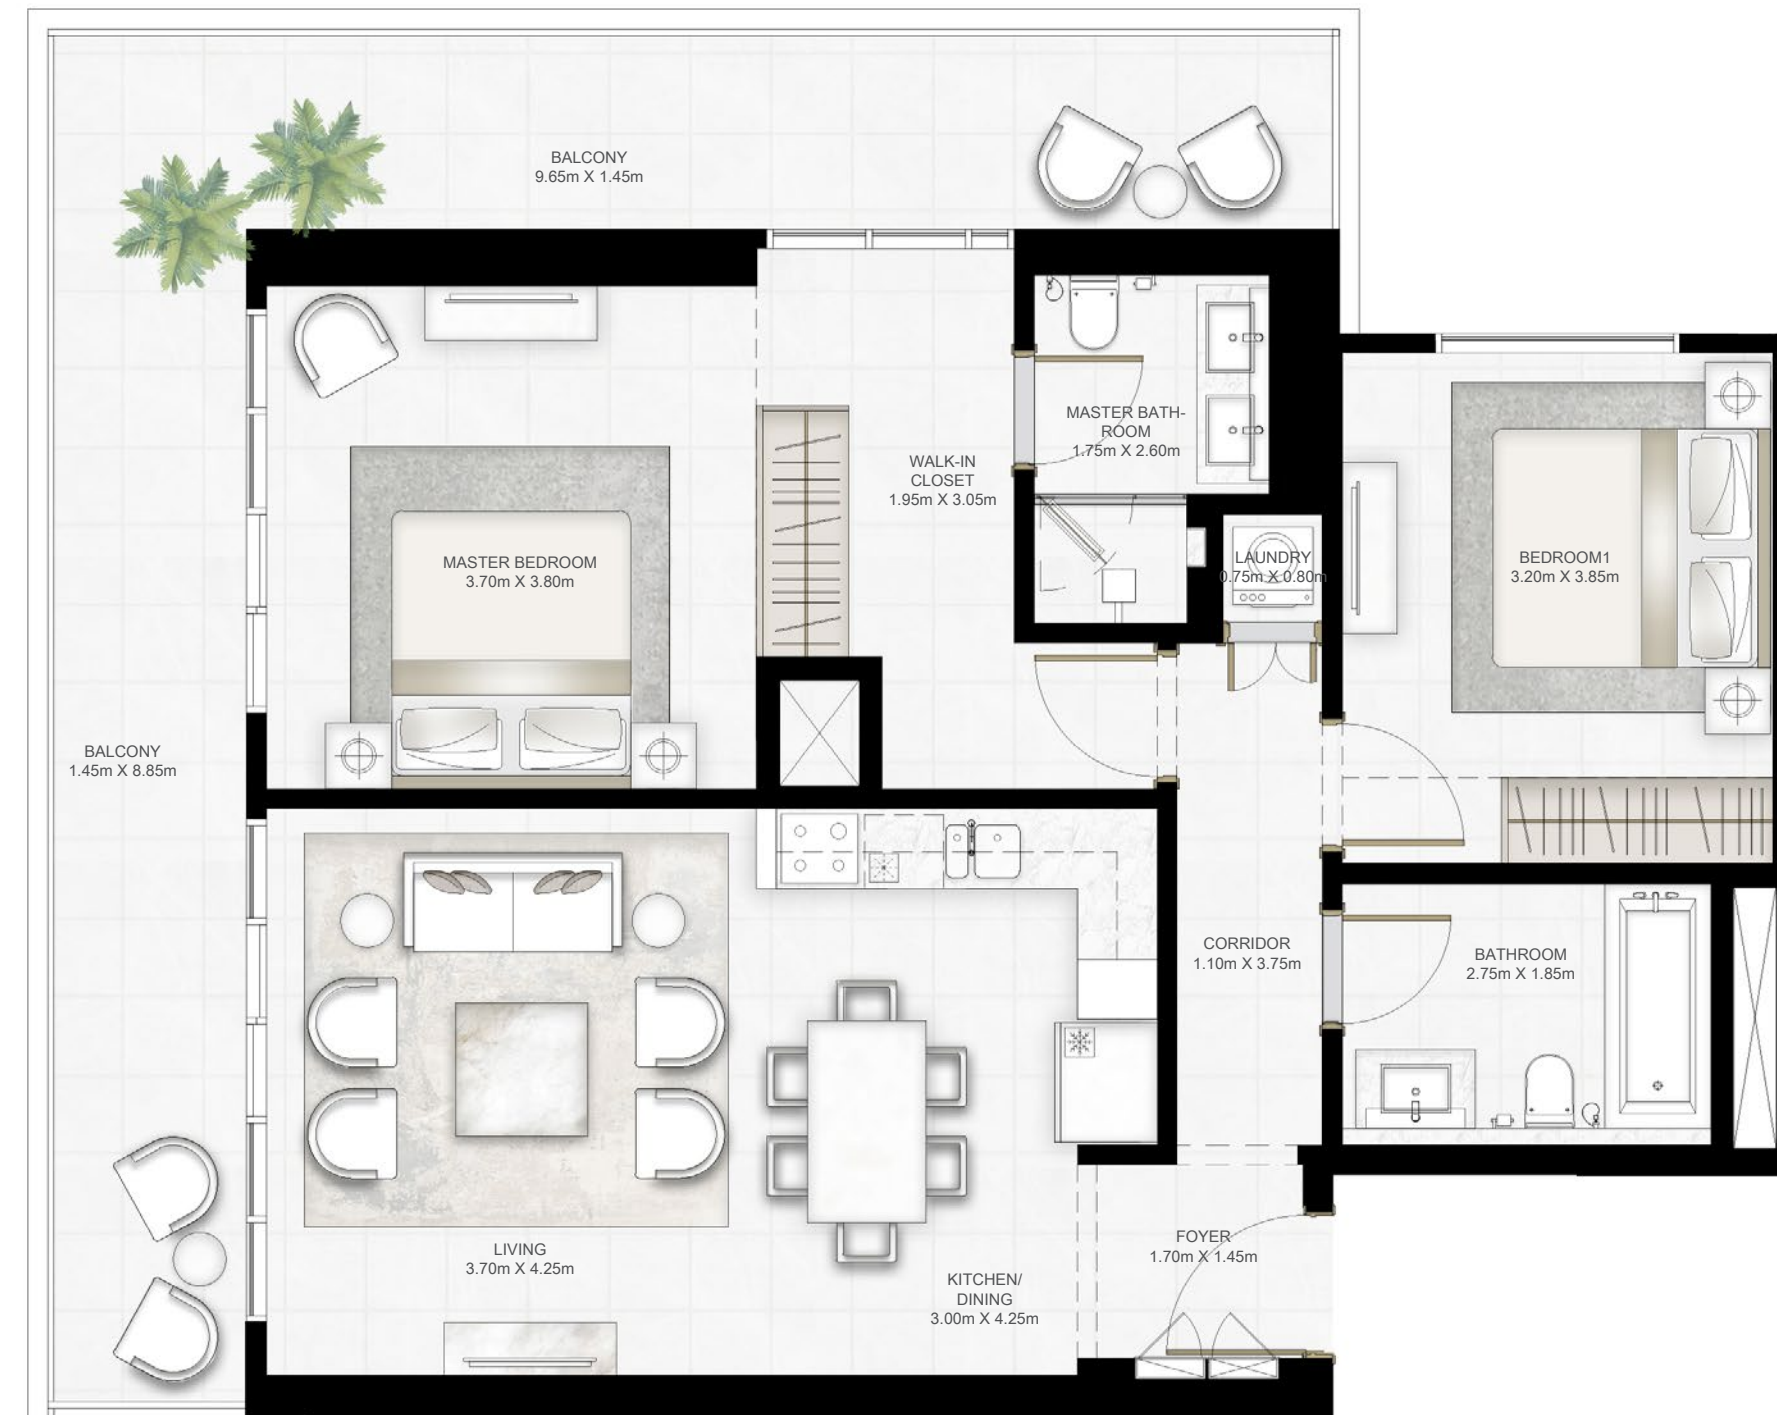 BALCONY
9.65m X 1.45m
MASTER BATH-
ROOM
1.75m X 2.60m
WALK-IN
CLOSET
1.95m X 3.05m
MASTER BEDROOM
3.70m X 3.80m
LAUNDRY
0.75m X 0.80m
BEDROOM1
3.20m X 3.85m
BALCONY
1.45m X 8.85m
CORRIDOR
1.10m X 3.75m
BATHROOM
2.75m X 1.85m
LIVING
3.70m X 4.25m
KITCHEN/
DINING
3.00m X 4.25m
FOYER
1.70m X 1.45m